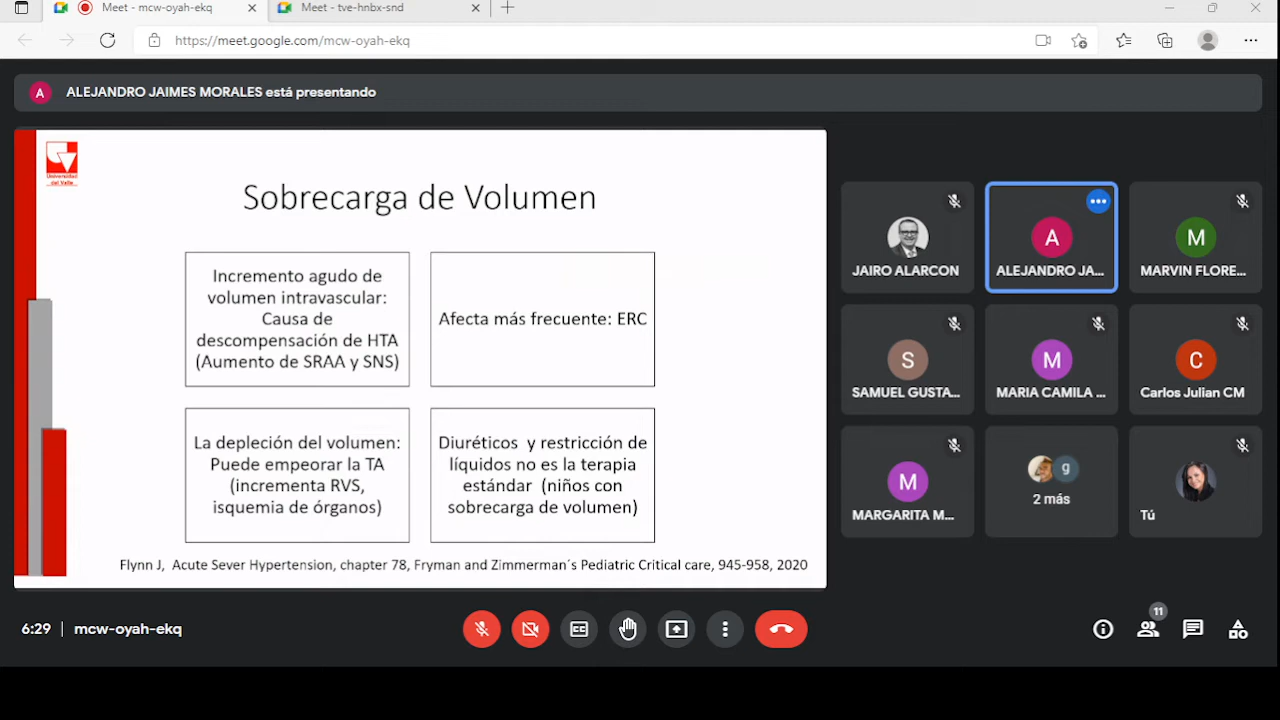 Meet - mcw-oyah-ekq
Meet - tve-hnbx-snd
https://meet.google.com/mcw-oyah-ekq
A
ALEJANDRO JAIMES MORALES está presentando
Universidad
del Valle
Sobrecarga de Volumen
Incremento agudo de
volumen intravascular:
Causa de
descompensación de HTA
(Aumento de SRAA y SNS)
Afecta más frecuente: ERC
La depleción del volumen:
Puede empeorar la TA
(incrementa RVS,
isquemia de órganos)
Diuréticos y restricción de
líquidos no es la terapia
estándar (niños con
sobrecarga de volumen)
Flynn J, Acute Sever Hypertension, chapter 78, Fryman and Zimmerman´s Pediatric Critical care, 945-958, 2020
JAIRO ALARCON
A
ALEJANDRO JA...
M
MARVIN FLORE...
S
SAMUEL GUSTA...
M
MARIA CAMILA ...
C
Carlos Julian CM
M
MARGARITA M...
g
2 más
Tú
6:29
mcw-oyah-ekq
11